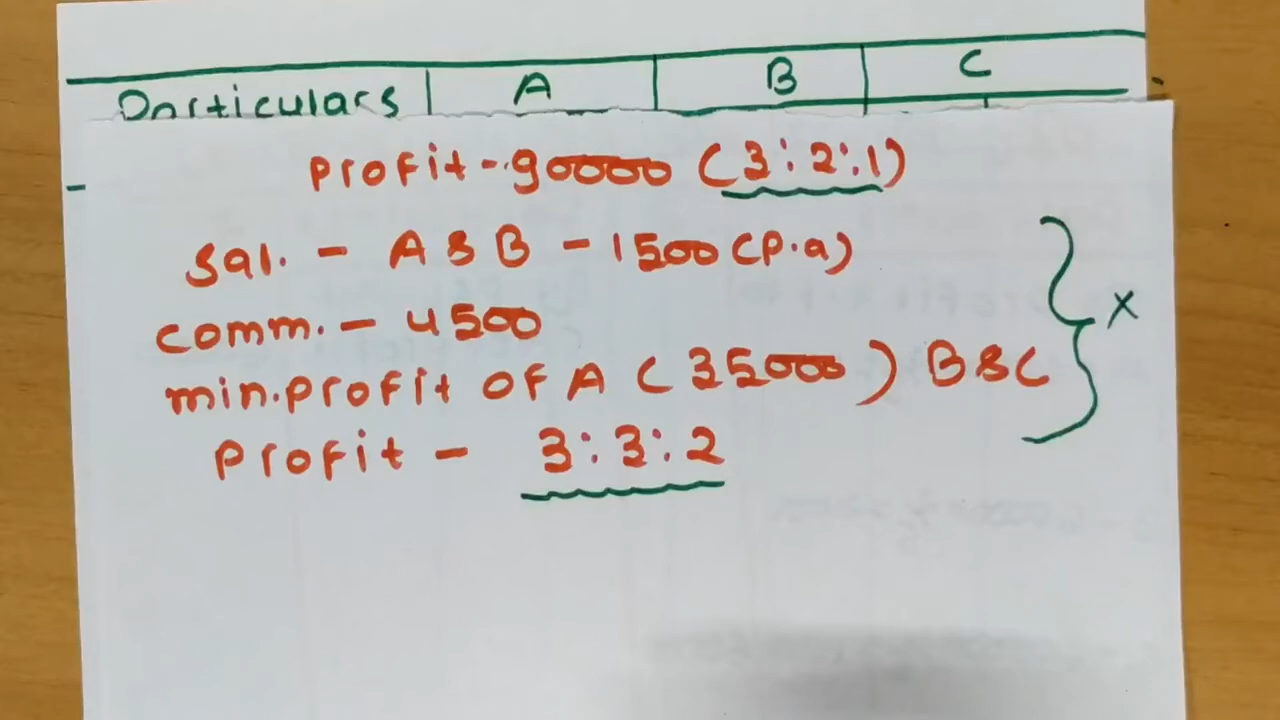 Particulars A B C
Profit - 90000 (3:2:1)
Sal. - A & B - 1500 (P.a)
Comm. - 4500
min.profit of A (35000) B & C
Profit - 3:3:2
X